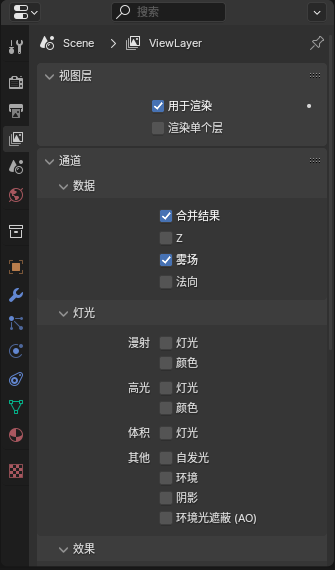 搜索
Scene
ViewLayer
视图层
用于渲染
渲染单个层
通道
数据
合并结果
Z
雾场
法向
灯光
漫射 灯光
颜色
高光 灯光
颜色
体积 灯光
其他 自发光
环境
阴影
环境光遮蔽 (AO)
效果